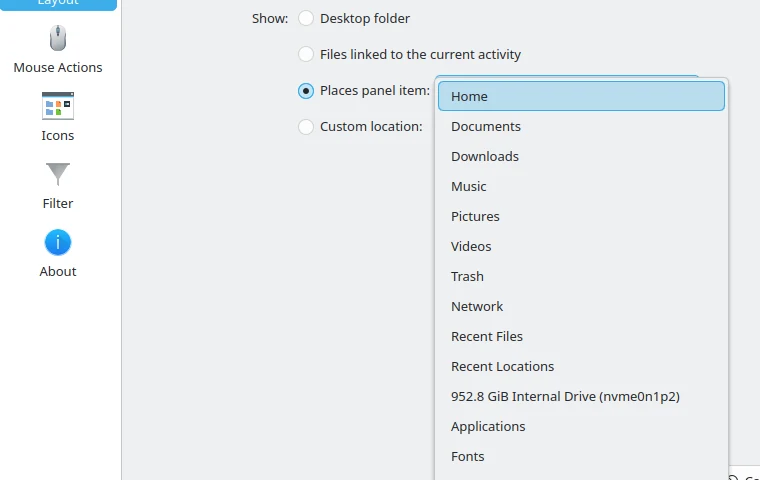 Layout
Mouse Actions
Icons
Filter
About
Show:
Desktop folder
Files linked to the current activity
Places panel item:
Custom location:
Home
Documents
Downloads
Music
Pictures
Videos
Trash
Network
Recent Files
Recent Locations
952.8 GiB Internal Drive (nvme0n1p2)
Applications
Fonts